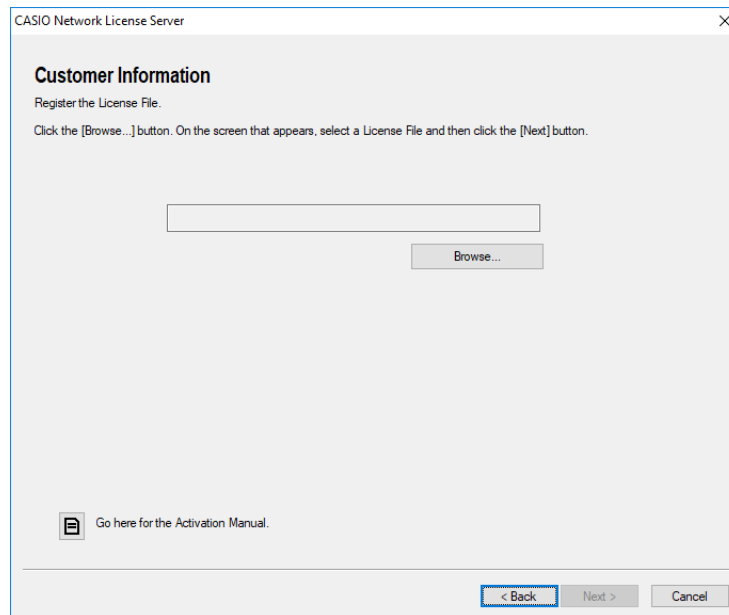 CASIO Network License Server
Customer Information
Register the License File.
Click the [Browse...] button. On the screen that appears, select a License File and then click the [Next] button.
Browse...
Go here for the Activation Manual.
< Back Next > Cancel